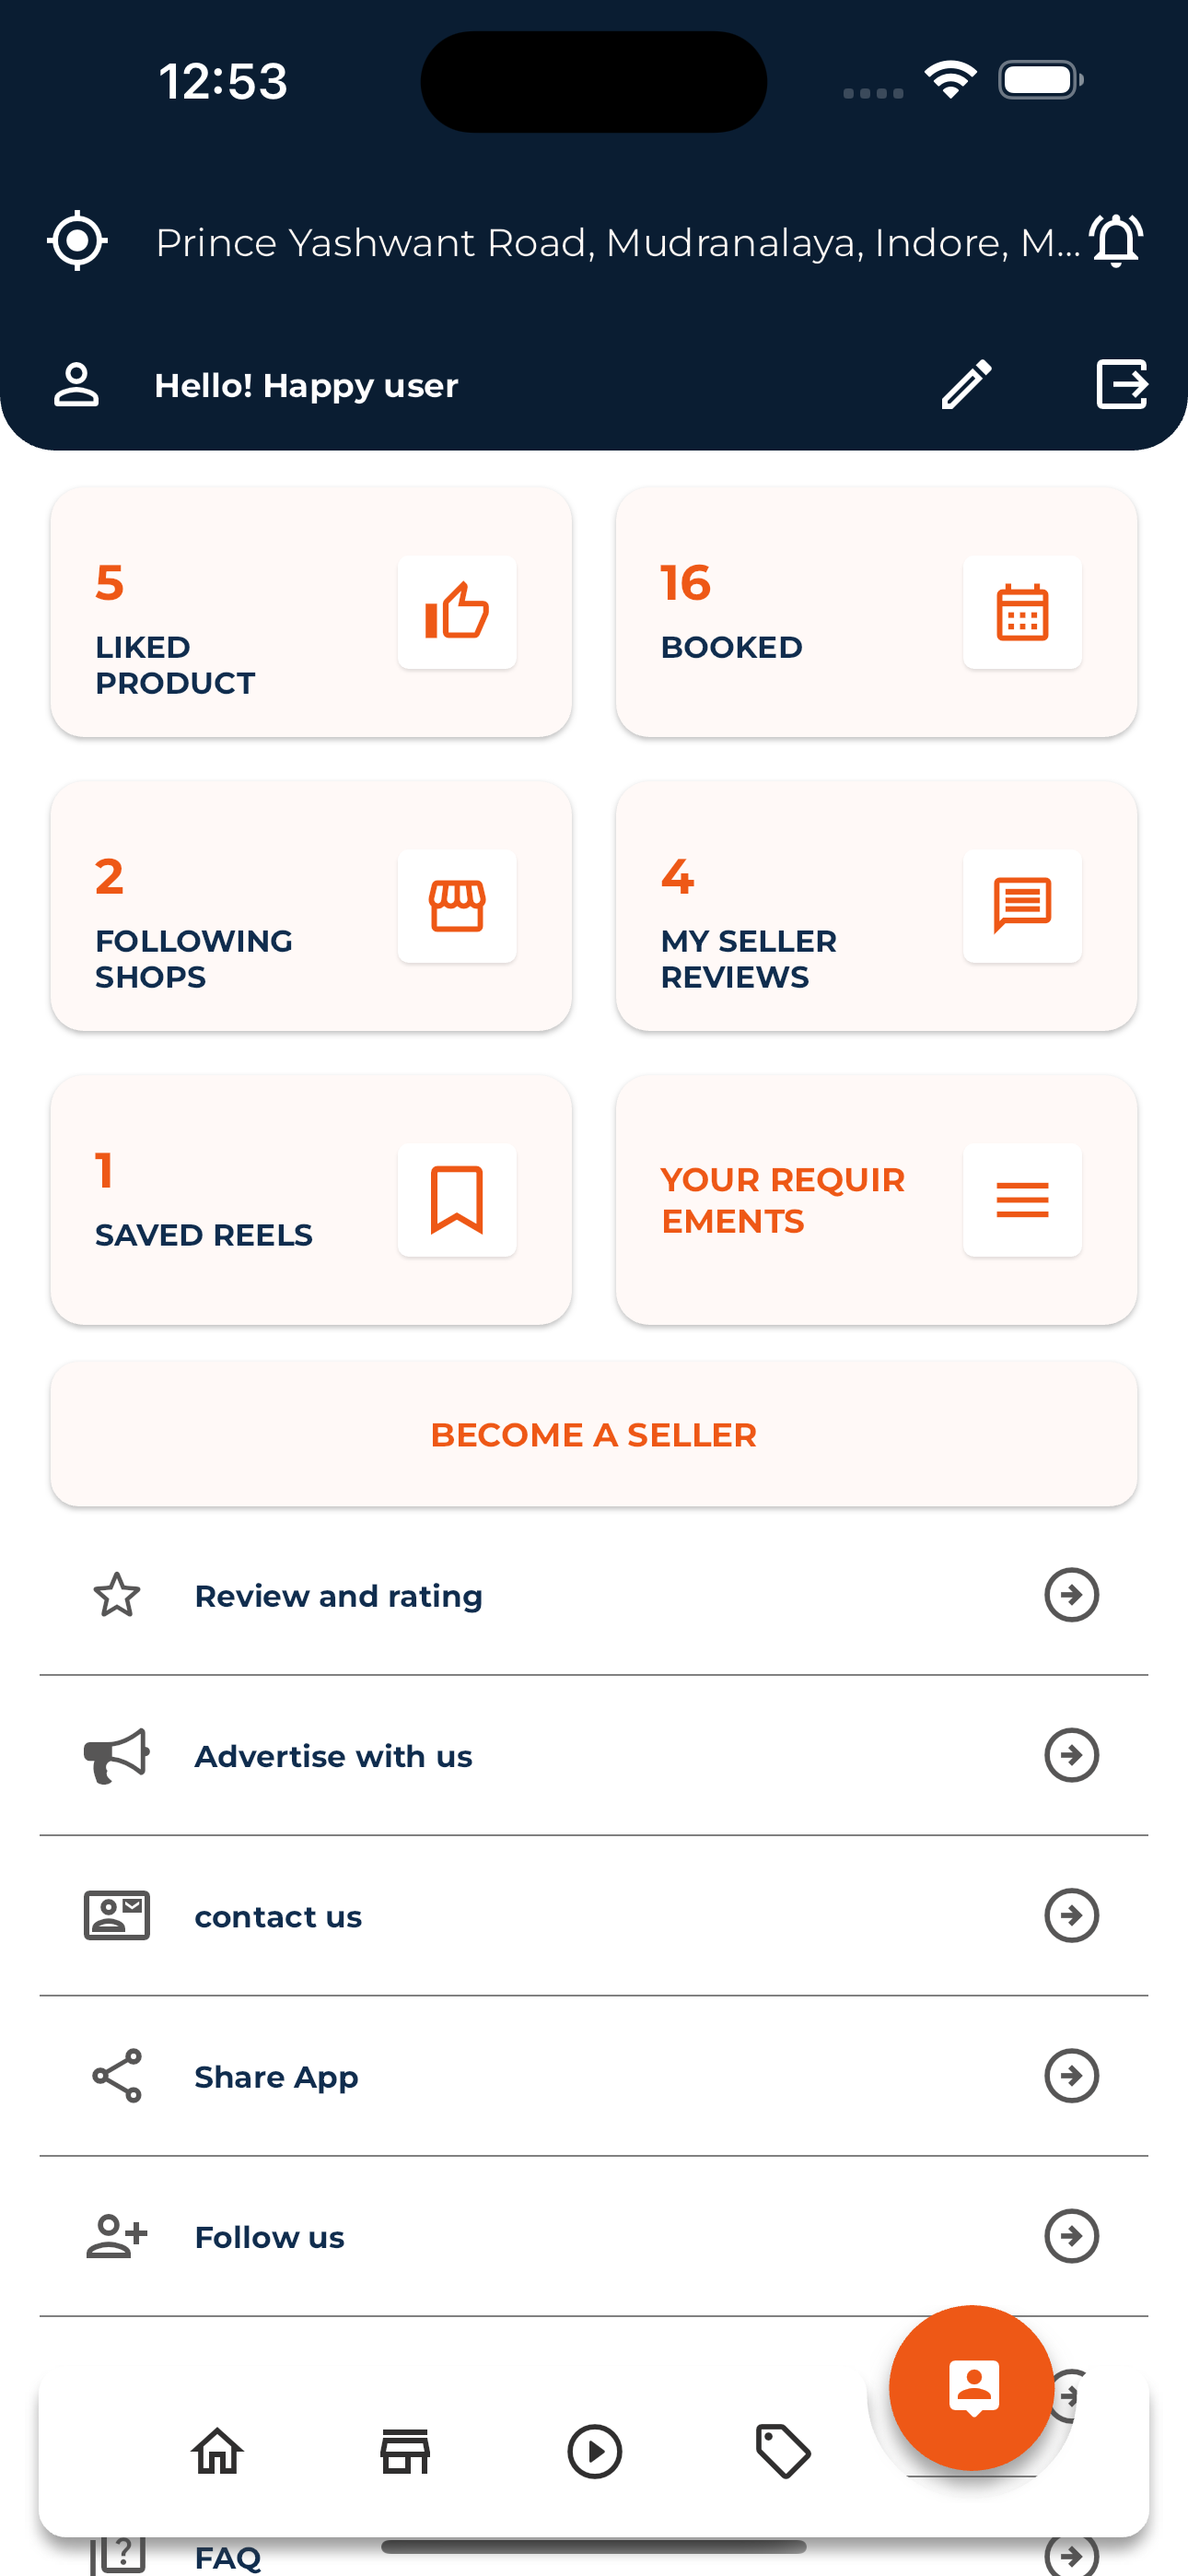 12:53
Prince Yashwant Road, Mudranalaya, Indore, M...
Hello! Happy user
5
LIKED
PRODUCT
16
BOOKED
2
FOLLOWING
SHOPS
4
MY SELLER
REVIEWS
1
SAVED REELS
YOUR REQUIR
EMENTS
BECOME A SELLER
Review and rating
Advertise with us
contact us
Share App
Follow us
FAQ